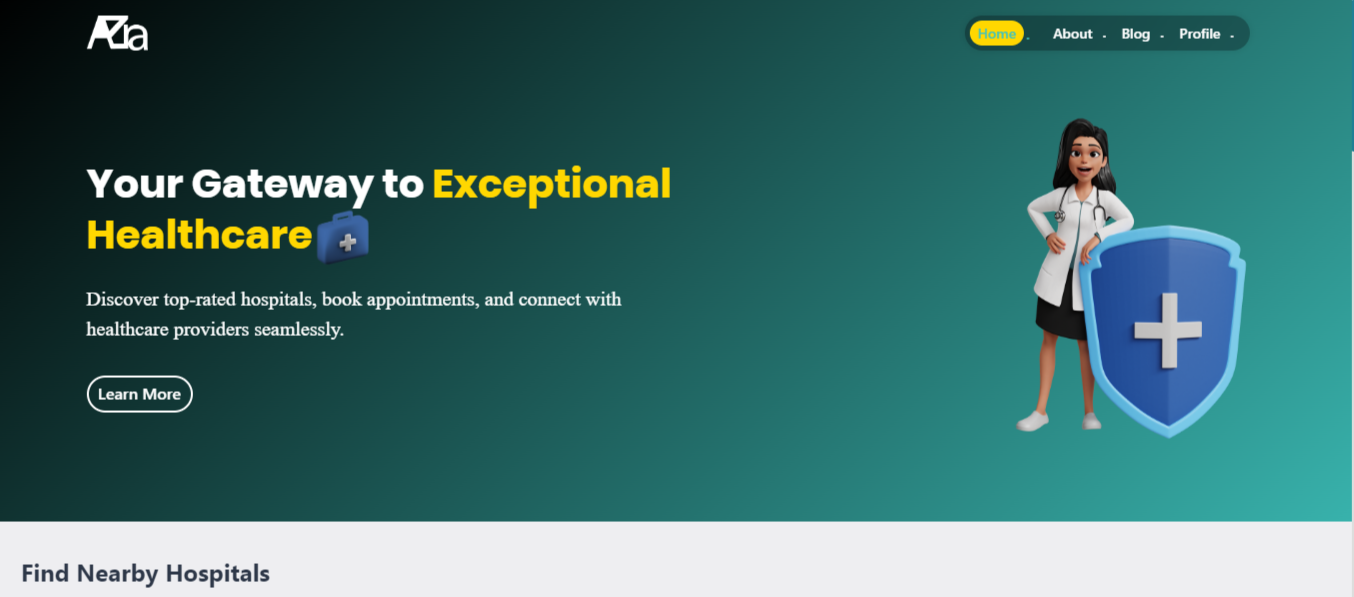 Home . About . Blog . Profile .
Your Gateway to Exceptional
Healthcare
Discover top-rated hospitals, book appointments, and connect with
healthcare providers seamlessly.
Learn More
Find Nearby Hospitals